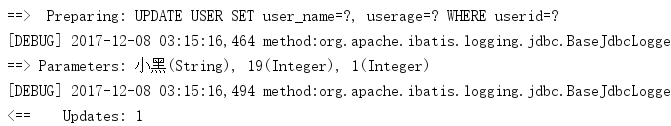 ==>  Preparing: UPDATE USER SET user_name=?, userage=? WHERE userid=?
[DEBUG] 2017-12-08 03:15:16,464 method:org.apache.ibatis.logging.jdbc.BaseJdbcLogge
==> Parameters: 小黑(String), 19(Integer), 1(Integer)
[DEBUG] 2017-12-08 03:15:16,494 method:org.apache.ibatis.logging.jdbc.BaseJdbcLogge
<==    Updates: 1